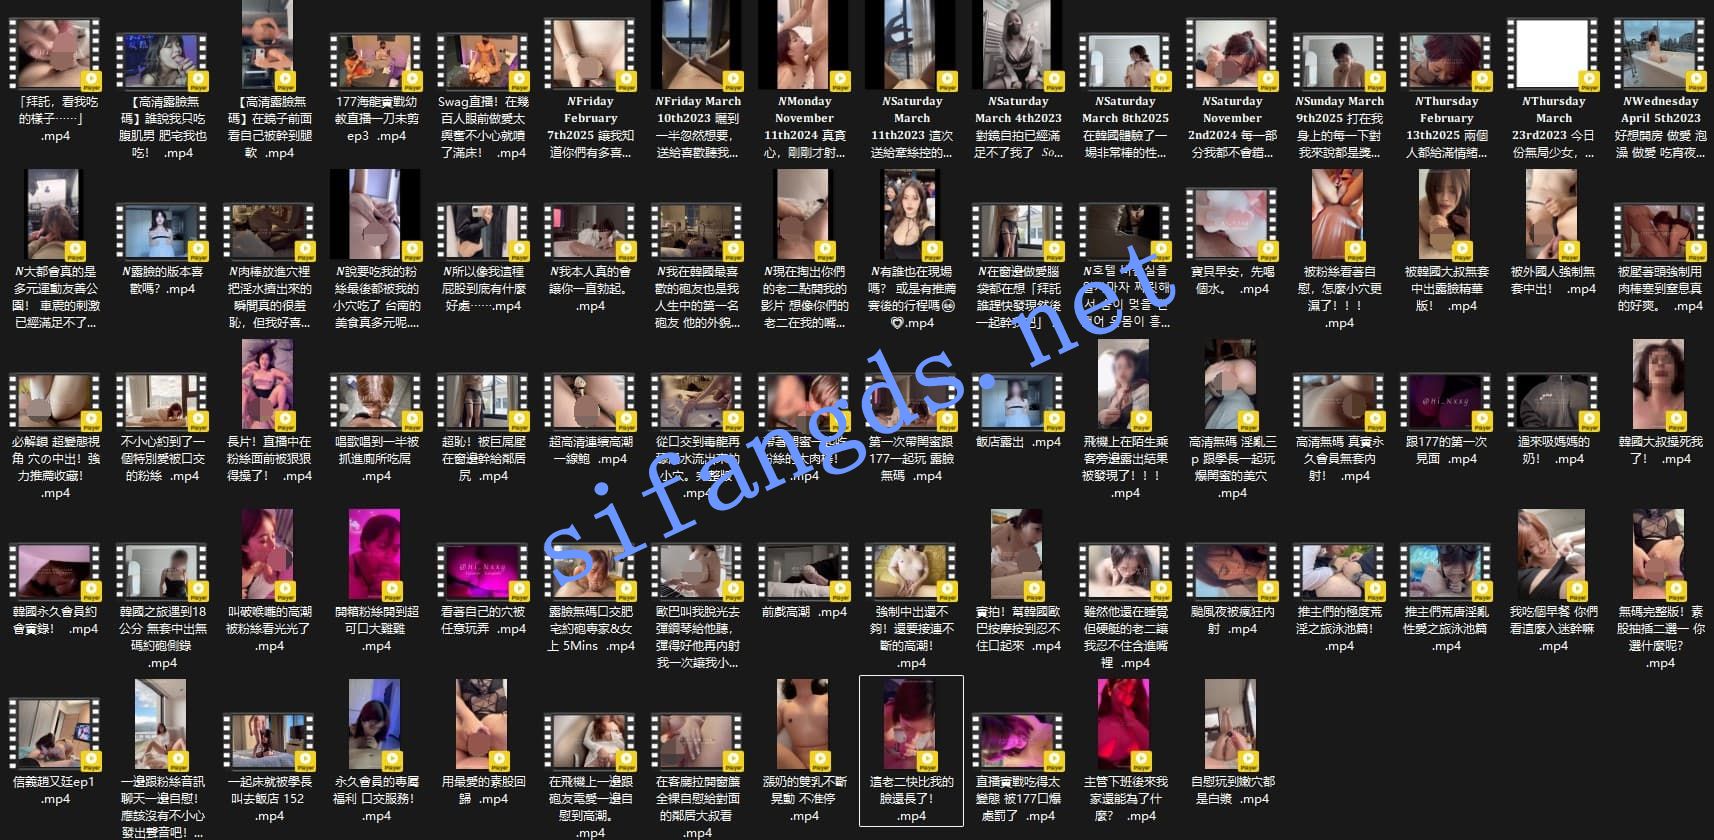 「拜託，看我吃
的樣子……」
.mp4
【高清露臉無
碼】誰說我只吃
腹肌男 肥宅我也
吃！ .mp4
【高清露臉無
碼】在鏡子前面
看自己被幹到腿
軟 .mp4
177海龍實戰幼
教直播一刀未剪
ep3 .mp4
Swag直播！在幾
百人眼前做愛太
興奮不小心就噴
了滿床！ .mp4
NFriday
February
7th2025 讓我知
道你們有多喜...
NFriday March
10th2023 曬到
一半忽然想要，
送給喜歡聽我...
NMonday
November
11th2024 真貪
心，剛剛才射...
NSaturday
March
11th2023 這次
送給塞絲控的...
NSaturday
March 4th2023
對鏡自拍已經滿
足不了我了 So...
NSaturday
March 8th2025
在韓國體驗了一
場非常棒的性...
NSaturday
November
2nd2024 每一部
分我都不會錯...
NSunday March
9th2025 打在我
身上的每一下對
我來說都是獎...
NThursday
February
13th2025 兩個
人都給滿情緒...
NThursday
March
23rd2023 今日
份無局少女，...
NWednesday
April 5th2023
好想開房 做愛 泡
澡 做愛 吃宵夜...
N大都會真的是
多元運動友善公
園！ 車震的刺激
已經滿足不了...
N露臉的版本喜
歡嗎？.mp4
N肉棒放進穴裡
把淫水擠出來的
瞬間真的很羞
恥，但我好喜...
N說要吃我的粉
絲最後都被我的
小穴吃了 台南的
美食真多元呢....
N所以像我這種
屁股到底有什麼
好處……mp4
N我本人真的會
讓你一直勃起。
.mp4
N我在韓國最喜
歡的砲友也是我
人生中的第一名
砲友 他的外貌...
N現在掏出你們
的老二點開我的
影片 想像你們的
老二在我的嘴...
N有誰也在現場
嗎？ 或是有推薦
賽後的行程嗎
.mp4
N在窗邊做愛腦
袋都在想「拜託
誰趕快發現然後
寶貝早安，先喝
個水。 .mp4
被粉絲看著自
慰，怎麼小穴更
濕了！！！
.mp4
被韓國大叔無套
中出露臉精華
版！ .mp4
被外國人強制無
套中出！ .mp4
被壓著頭強制用
肉棒塞到窒息真
的好爽。 .mp4
必解鎖 超變態視
角 穴の中出！強
力推薦收藏！
.mp4
不小心約到了一
個特別愛被口交
的粉絲 .mp4
長片！直播中在
粉絲面前被狠狠
得操了！ .mp4
唱歌唱到一半被
抓進廁所吃屌
.mp4
超恥！被巨屌壓
在窗邊幹給鄰居
尻 .mp4
超高清連續高潮
一線鮑 .mp4
第一次帶閨蜜跟
177一起玩 露臉
無碼 .mp4
飯店露出 .mp4
飛機上在陌生乘
客旁邊露出結果
被發現了！！！
.mp4
高清無碼 淫亂三
p 跟學長一起玩
爆閨蜜的美穴
.mp4
高清無碼 真實永
久會員無套內
射！ .mp4
跟177的第一次
見面 .mp4
過來吸媽媽的
奶！ .mp4
韓國大叔操死我
了！ .mp4
韓國永久會員約
會實錄！ .mp4
韓國之旅遇到18
公分 無套中出無
碼約砲側錄
.mp4
叫破喉嚨的高潮
被粉絲看光光了
.mp4
開箱粉絲開到超
可口大雞雞
.mp4
看著自己的穴被
任意玩弄 .mp4
露臉無碼口交肥
宅約砲專家&女
上 5Mins .mp4
歐巴叫我脫光去
彈鋼琴給他聽，
彈得好他再內射
我一次讓我小...
前戲高潮 .mp4
強制中出還不
夠！還要接連不
斷的高潮！
.mp4
實拍！幫韓國歐
巴按摩按到忍不
住口起來 .mp4
雖然他還在睡覺
但硬挺的老二讓
我忍不住含進嘴
裡 .mp4
颱風夜被瘋狂內
射 .mp4
推主們的極度荒
淫之旅泳池篇！
.mp4
推主們荒唐淫亂
性愛之旅泳池篇
.mp4
我吃個早餐 你們
看這麼入迷幹嘛
.mp4
無碼完整版！素
股抽插二選一 你
選什麼呢？
.mp4
信義趙又廷ep1
.mp4
一邊跟粉絲音訊
聊天一邊自慰！
應該沒有不小心
發出聲音吧！...
一起床就被學長
叫去飯店 152
.mp4
永久會員的專屬
福利 口交服務！
.mp4
用最愛的素股回
歸 .mp4
在飛機上一邊跟
砲友電愛一邊自
慰到高潮。
.mp4
在客廳拉開窗簾
全裸自慰給對面
的鄰居大叔看
.mp4
漲奶的雙乳不斷
晃動 不准停
.mp4
這老二快比我的
臉還長了！
.mp4
直播實戰吃得太
變態 被177口爆
處罰了 .mp4
主管下班後來我
家還能為了什
麼？ .mp4
自慰玩到嫩穴都
是白漿 .mp4
sifangds.net